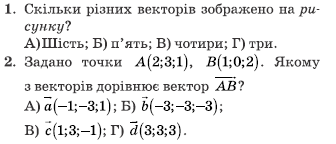 1. Скільки різних векторів зображено на ри-
сунку?
А) Шість; Б) п’ять; В) чотири; Г) три.
2. Задано точки A(2;3;1), B(1;0;2). Якому
з векторів дорівнює вектор \overline{AB}?
А) \vec{a}(−1;−3;1); Б) \vec{b}(−3;−3;−3);
В) \vec{c}(1;3;−1); Г) \vec{d}(3;3;3).